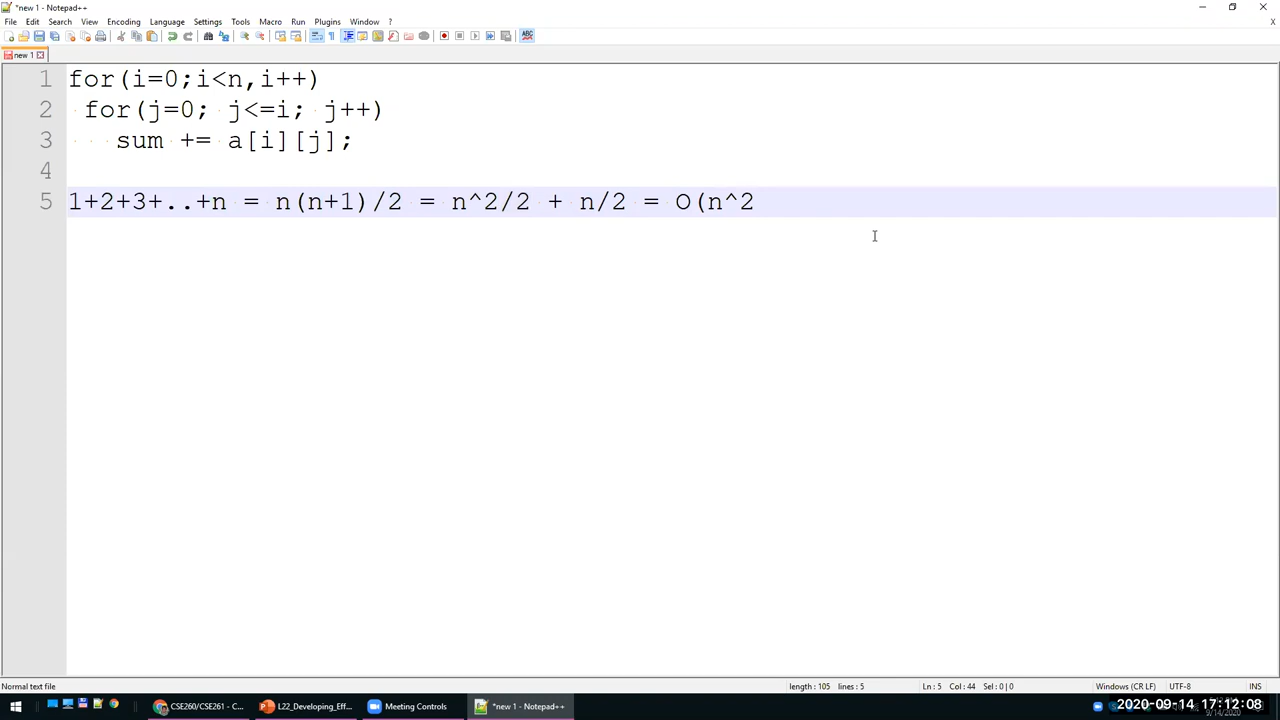 *new 1 - Notepad++
File Edit Search View Encoding Language Settings Tools Macro Run Plugins Window ?
X
new 1
1 for(i=0;i<n,i++)
2 for(j=0; j<=i; j++)
3 sum += a[i][j];
4
5 1+2+3+..+n = n(n+1)/2 = n^2/2 + n/2 = O(n^2
Normal text file length : 105 lines : 5 Ln : 5 Col : 44 Sel : 0 | 0 Windows (CR LF) UTF-8 INS
CSE260/CSE261 - C... L22_Developing_Eff... Meeting Controls *new 1 - Notepad++
2020-09-14 17:12:08
9/14/2020